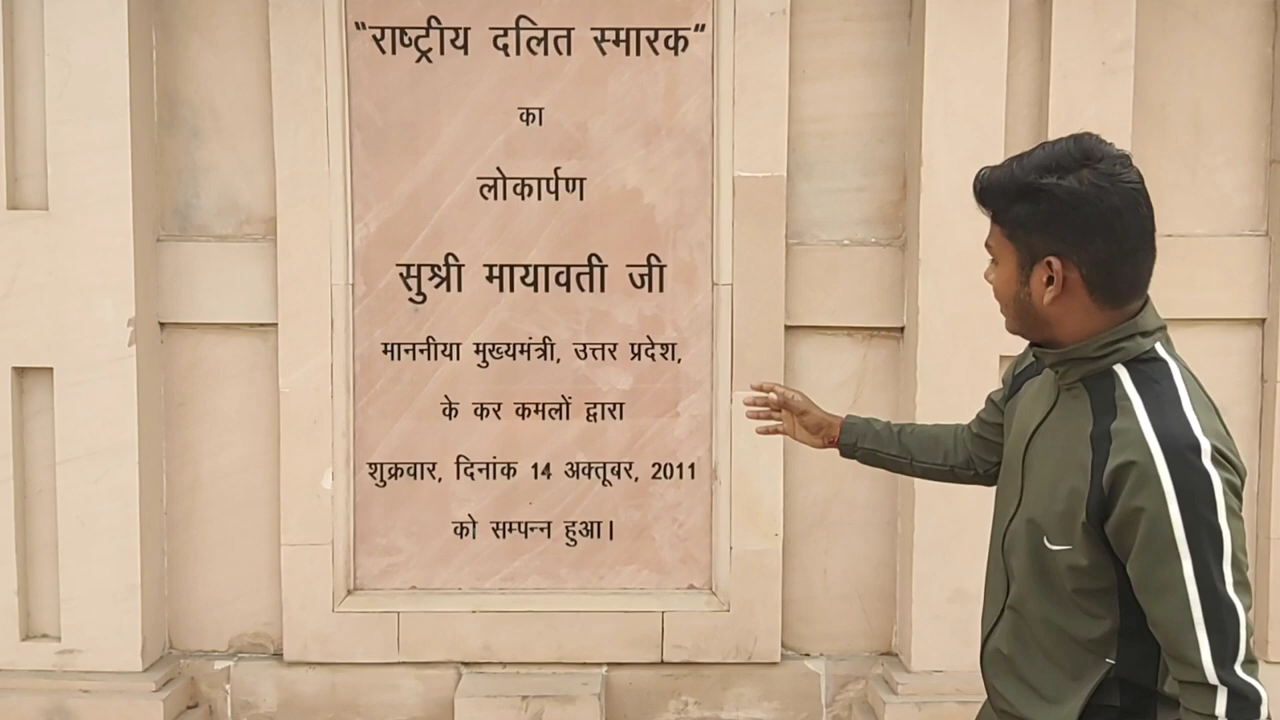 "राष्ट्रीय दलित स्मारक"
का
लोकार्पण
सुश्री मायावती जी
माननीया मुख्यमंत्री, उत्तर प्रदेश,
के कर कमलों द्वारा
शुक्रवार, दिनांक 14 अक्तूबर, 2011
को सम्पन्न हुआ।